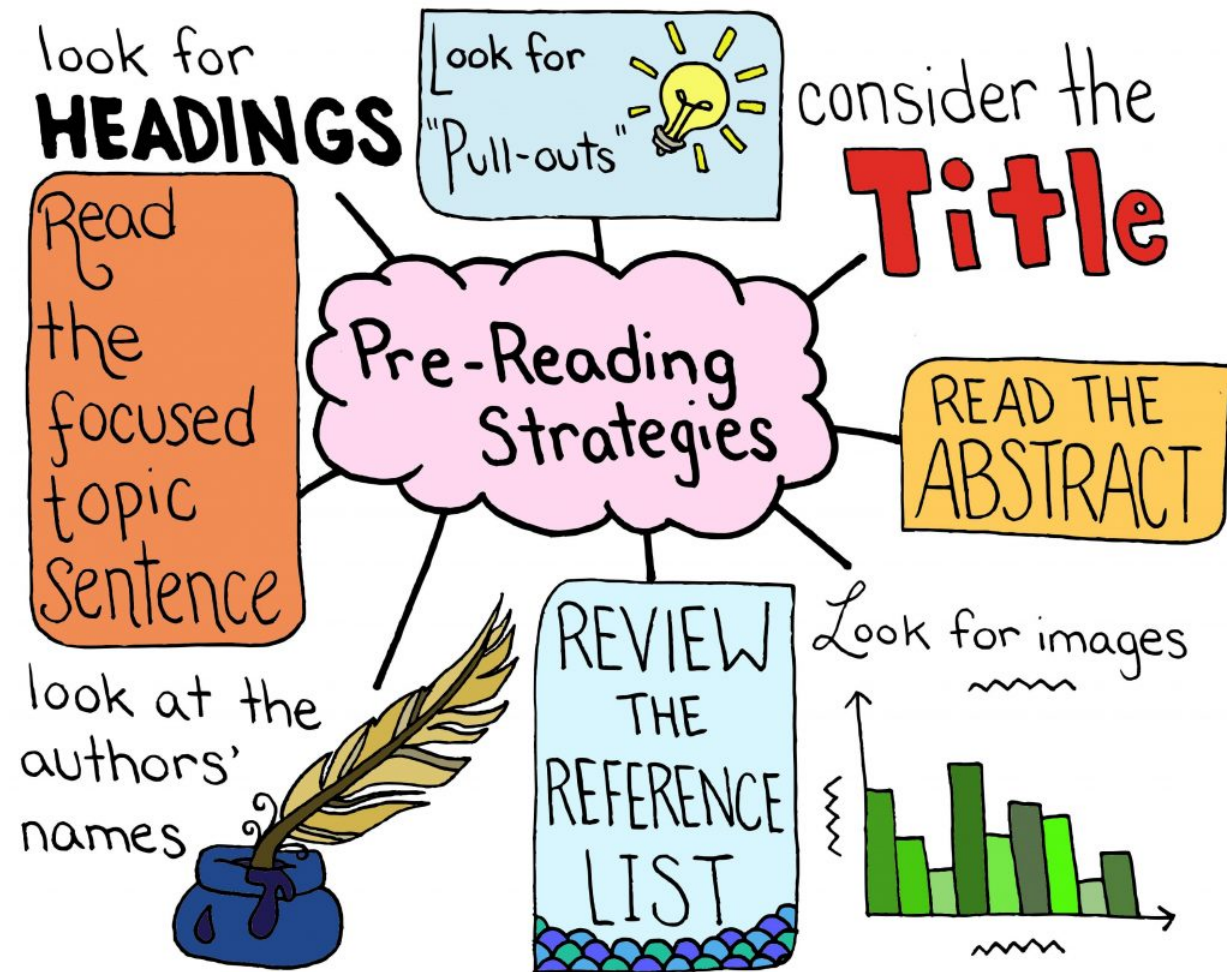 look for
HEADINGS
Look for
"Pull-outs"
consider the
Title
Read
the
focused
topic
sentence
Pre-Reading
Strategies
READ THE
ABSTRACT
look at the
authors'
names
REVIEW
THE
REFERENCE
LIST
Look for images